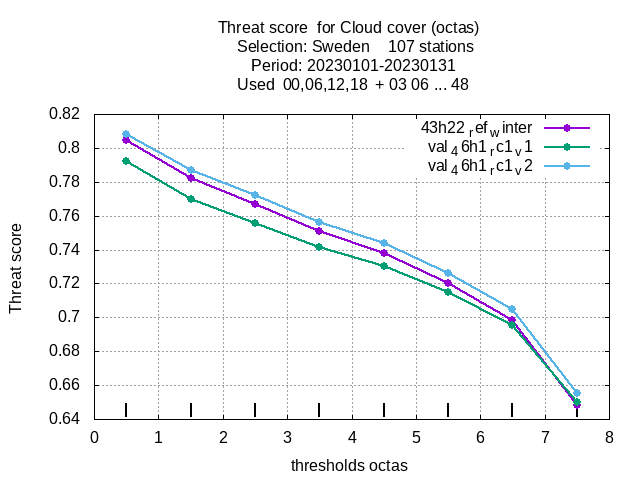 Threat score  for Cloud cover (octas)
Selection: Sweden    107 stations
Period: 20230101-20230131
Used  00,06,12,18  + 03 06 ... 48
43h22 ref winter
val 46h1 rc1 v1
val 46h1 rc1 v2
0.82
0.8
0.78
0.76
0.74
0.72
0.7
0.68
0.66
0.64
Threat score
0 1 2 3 4 5 6 7 8
thresholds octas